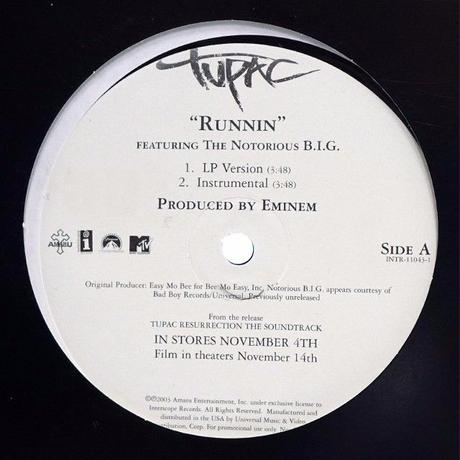 TUPAC
“RUNNIN”
FEATURING THE NOTORIOUS B.I.G.
1. LP Version (3:48)
2. Instrumental (3:48)
PRODUCED BY EMINEM
AMARU
i
MTV
SIDE A
INTR-11043-1
Original Producer: Easy Mo Bee for Bee Mo Easy, Inc. Notorious B.I.G. appears courtesy of
Bad Boy Records/Universal. Previously unreleased
From the release
TUPAC RESURRECTION THE SOUNDTRACK
IN STORES NOVEMBER 4TH
Film in theaters November 14th
©℗2003 Amaru Entertainment, Inc. under exclusive license to
Interscope Records. All Rights Reserved. Manufactured and
distributed in the USA by Universal Music & Video
Distribution, Corp. For promotional use only.